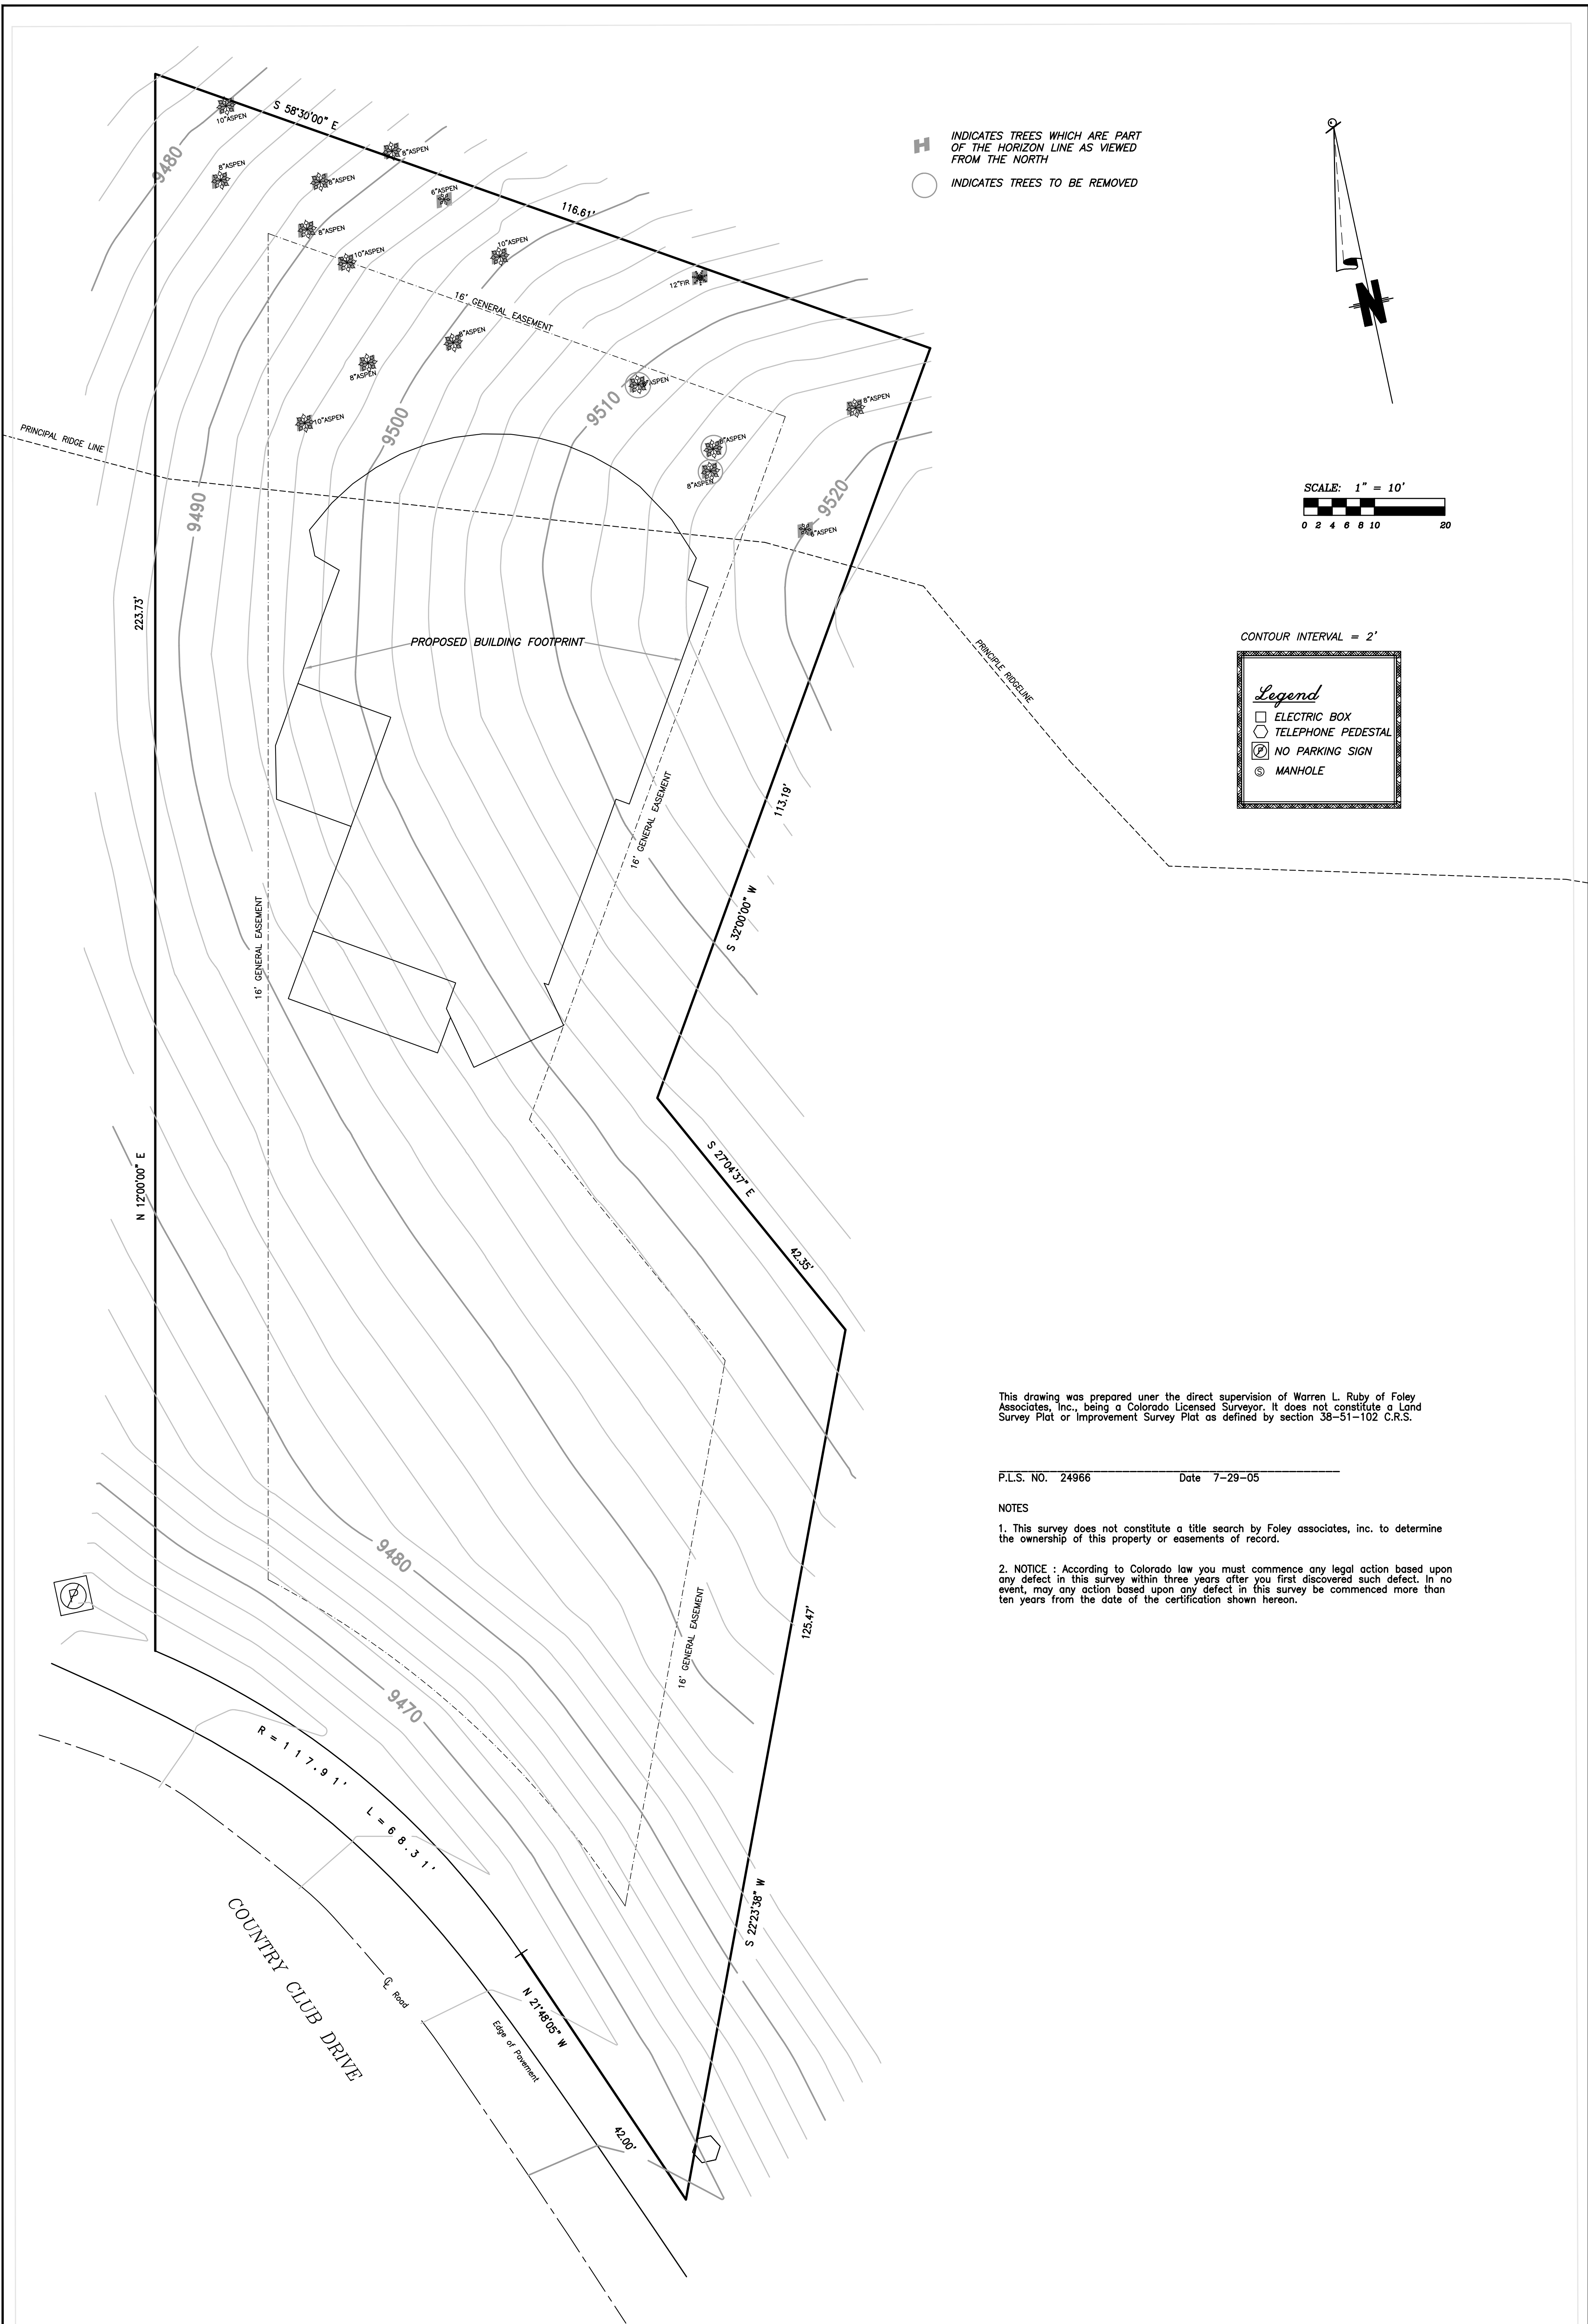 S 58°30'00" E
10"ASPEN
8"ASPEN
9480
8"ASPEN
8"ASPEN
6"ASPEN
116.61'
8"ASPEN
10"ASPEN
10"ASPEN
12"FIR
16' GENERAL EASEMENT
8"ASPEN
8"ASPEN
ASPEN
9510
8"ASPEN
10"ASPEN
9500
PRINCIPAL RIDGE LINE
ASPEN
8"ASPEN
9490
9520
ASPEN
H INDICATES TREES WHICH ARE PART
OF THE HORIZON LINE AS VIEWED
FROM THE NORTH
INDICATES TREES TO BE REMOVED
N
SCALE: 1" = 10'
0 2 4 6 8 10 20
223.73'
PROPOSED BUILDING FOOTPRINT
PRINCIPLE RIDGELINE
CONTOUR INTERVAL = 2'
Legend
ELECTRIC BOX
TELEPHONE PEDESTAL
P NO PARKING SIGN
S MANHOLE
113.19'
16' GENERAL EASEMENT
S 32°00'00" W
16' GENERAL EASEMENT
N 12°00'00" E
S 27°04'37" E
42.35'
This drawing was prepared uner the direct supervision of Warren L. Ruby of Foley
Associates, Inc., being a Colorado Licensed Surveyor. It does not constitute a Land
Survey Plat or Improvement Survey Plat as defined by section 38-51-102 C.R.S.
P.L.S. NO. 24966 Date 7-29-05
NOTES
1. This survey does not constitute a title search by Foley associates, inc. to determine
the ownership of this property or easements of record.
2. NOTICE : According to Colorado law you must commence any legal action based upon
any defect in this survey within three years after you first discovered such defect. In no
event, may any action based upon any defect in this survey be commenced more than
ten years from the date of the certification shown hereon.
9480
P
16' GENERAL EASEMENT
125.47'
9470
R = 117.91'
L = 68.31'
S 22°23'38" W
COUNTRY CLUB DRIVE
CL Road
N 21°48'05" W
Edge of Pavement
42.00'